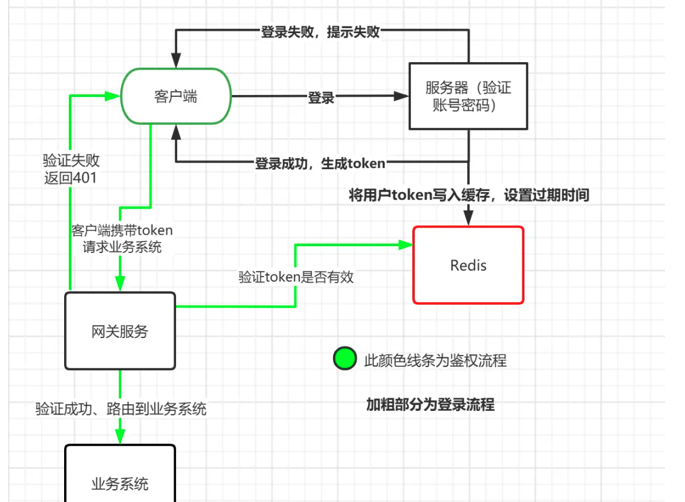 登录失败，提示失败
客户端
登录
服务器（验证
账号密码）
验证失败
返回401
登录成功，生成token
将用户token写入缓存，设置过期时间
客户端携带token
请求业务系统
验证token是否有效
Redis
网关服务
此颜色线条为鉴权流程
验证成功、路由到业务系统
加粗部分为登录流程
业务系统